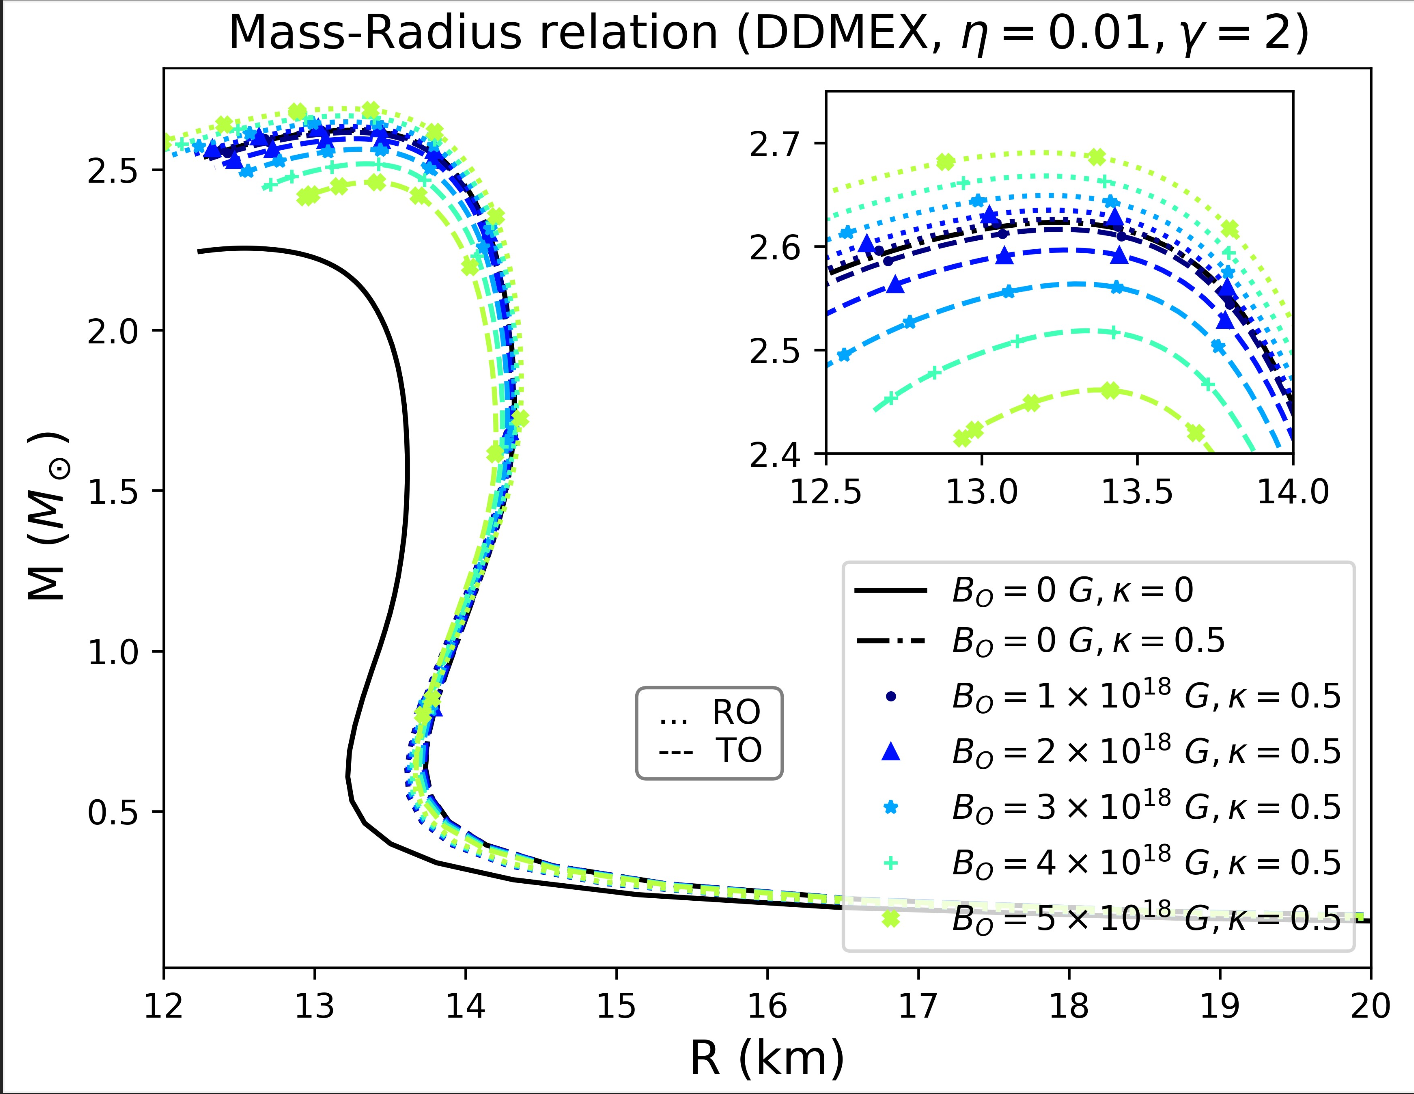 Mass-Radius relation (DDMEX, η = 0.01, γ = 2)
M (M⊙)
2.5
2.0
1.5
1.0
0.5
12 13 14 15 16 17 18 19 20
R (km)
2.7
2.6
2.5
2.4
12.5 13.0 13.5 14.0
... RO
--- TO
B_O = 0 G, κ = 0
B_O = 0 G, κ = 0.5
B_O = 1 × 10^18 G, κ = 0.5
B_O = 2 × 10^18 G, κ = 0.5
B_O = 3 × 10^18 G, κ = 0.5
B_O = 4 × 10^18 G, κ = 0.5
B_O = 5 × 10^18 G, κ = 0.5